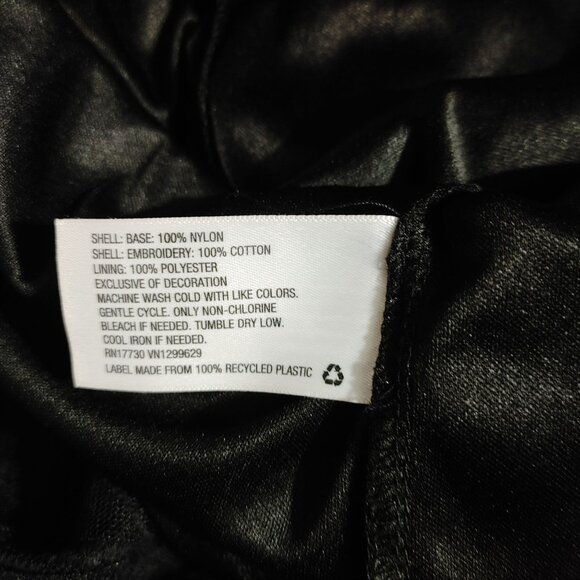 SHELL: BASE: 100% NYLON
SHELL: EMBROIDERY: 100% COTTON
LINING: 100% POLYESTER
EXCLUSIVE OF DECORATION
MACHINE WASH COLD WITH LIKE COLORS.
GENTLE CYCLE. ONLY NON-CHLORINE
BLEACH IF NEEDED. TUMBLE DRY LOW.
COOL IRON IF NEEDED.
RN17730 VN1299629
LABEL MADE FROM 100% RECYCLED PLASTIC